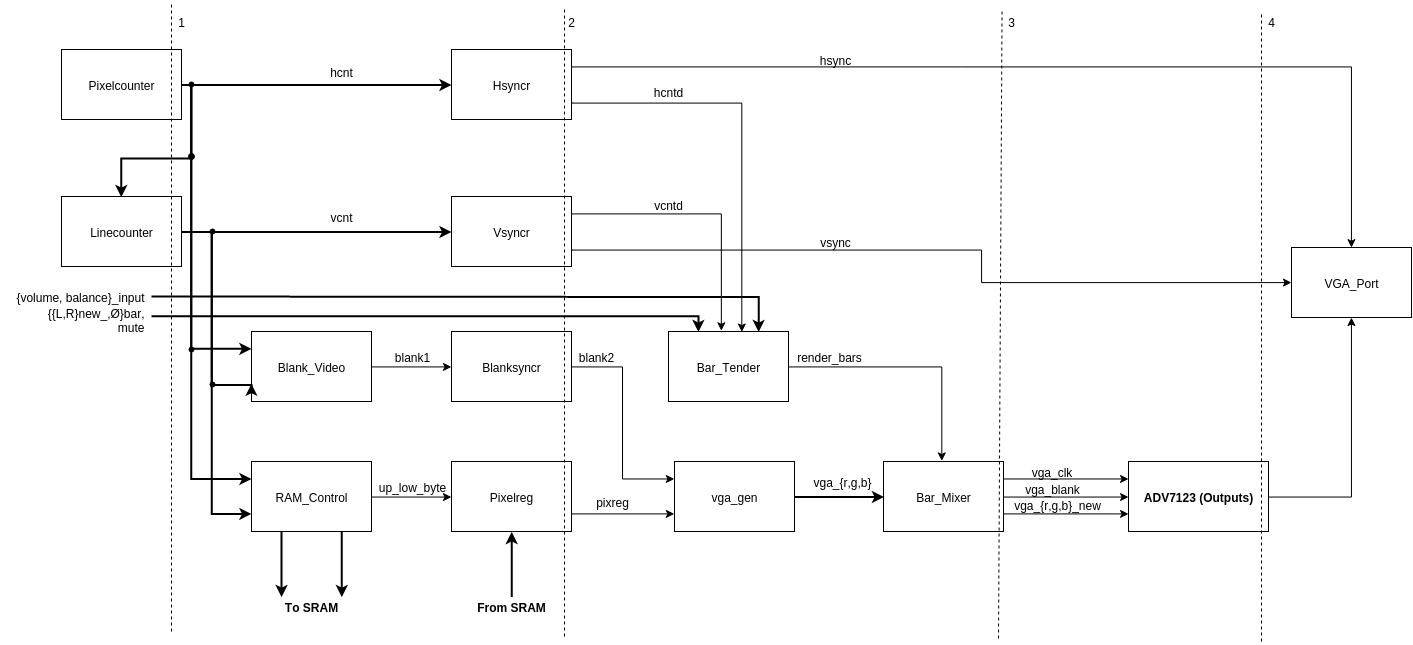 1
2
3
4
Pixelcounter
hcnt
Hsyncr
hsync
hcntd
Linecounter
vcnt
Vsyncr
vcntd
vsync
VGA_Port
{volume, balance}_input
{{L,R}new_,Ø}bar,
mute
Blank_Video
blank1
Blanksyncr
blank2
Bar_Tender
render_bars
RAM_Control
up_low_byte
Pixelreg
pixreg
vga_gen
vga_{r,g,b}
Bar_Mixer
vga_clk
vga_blank
vga_{r,g,b}_new
ADV7123 (Outputs)
To SRAM
From SRAM